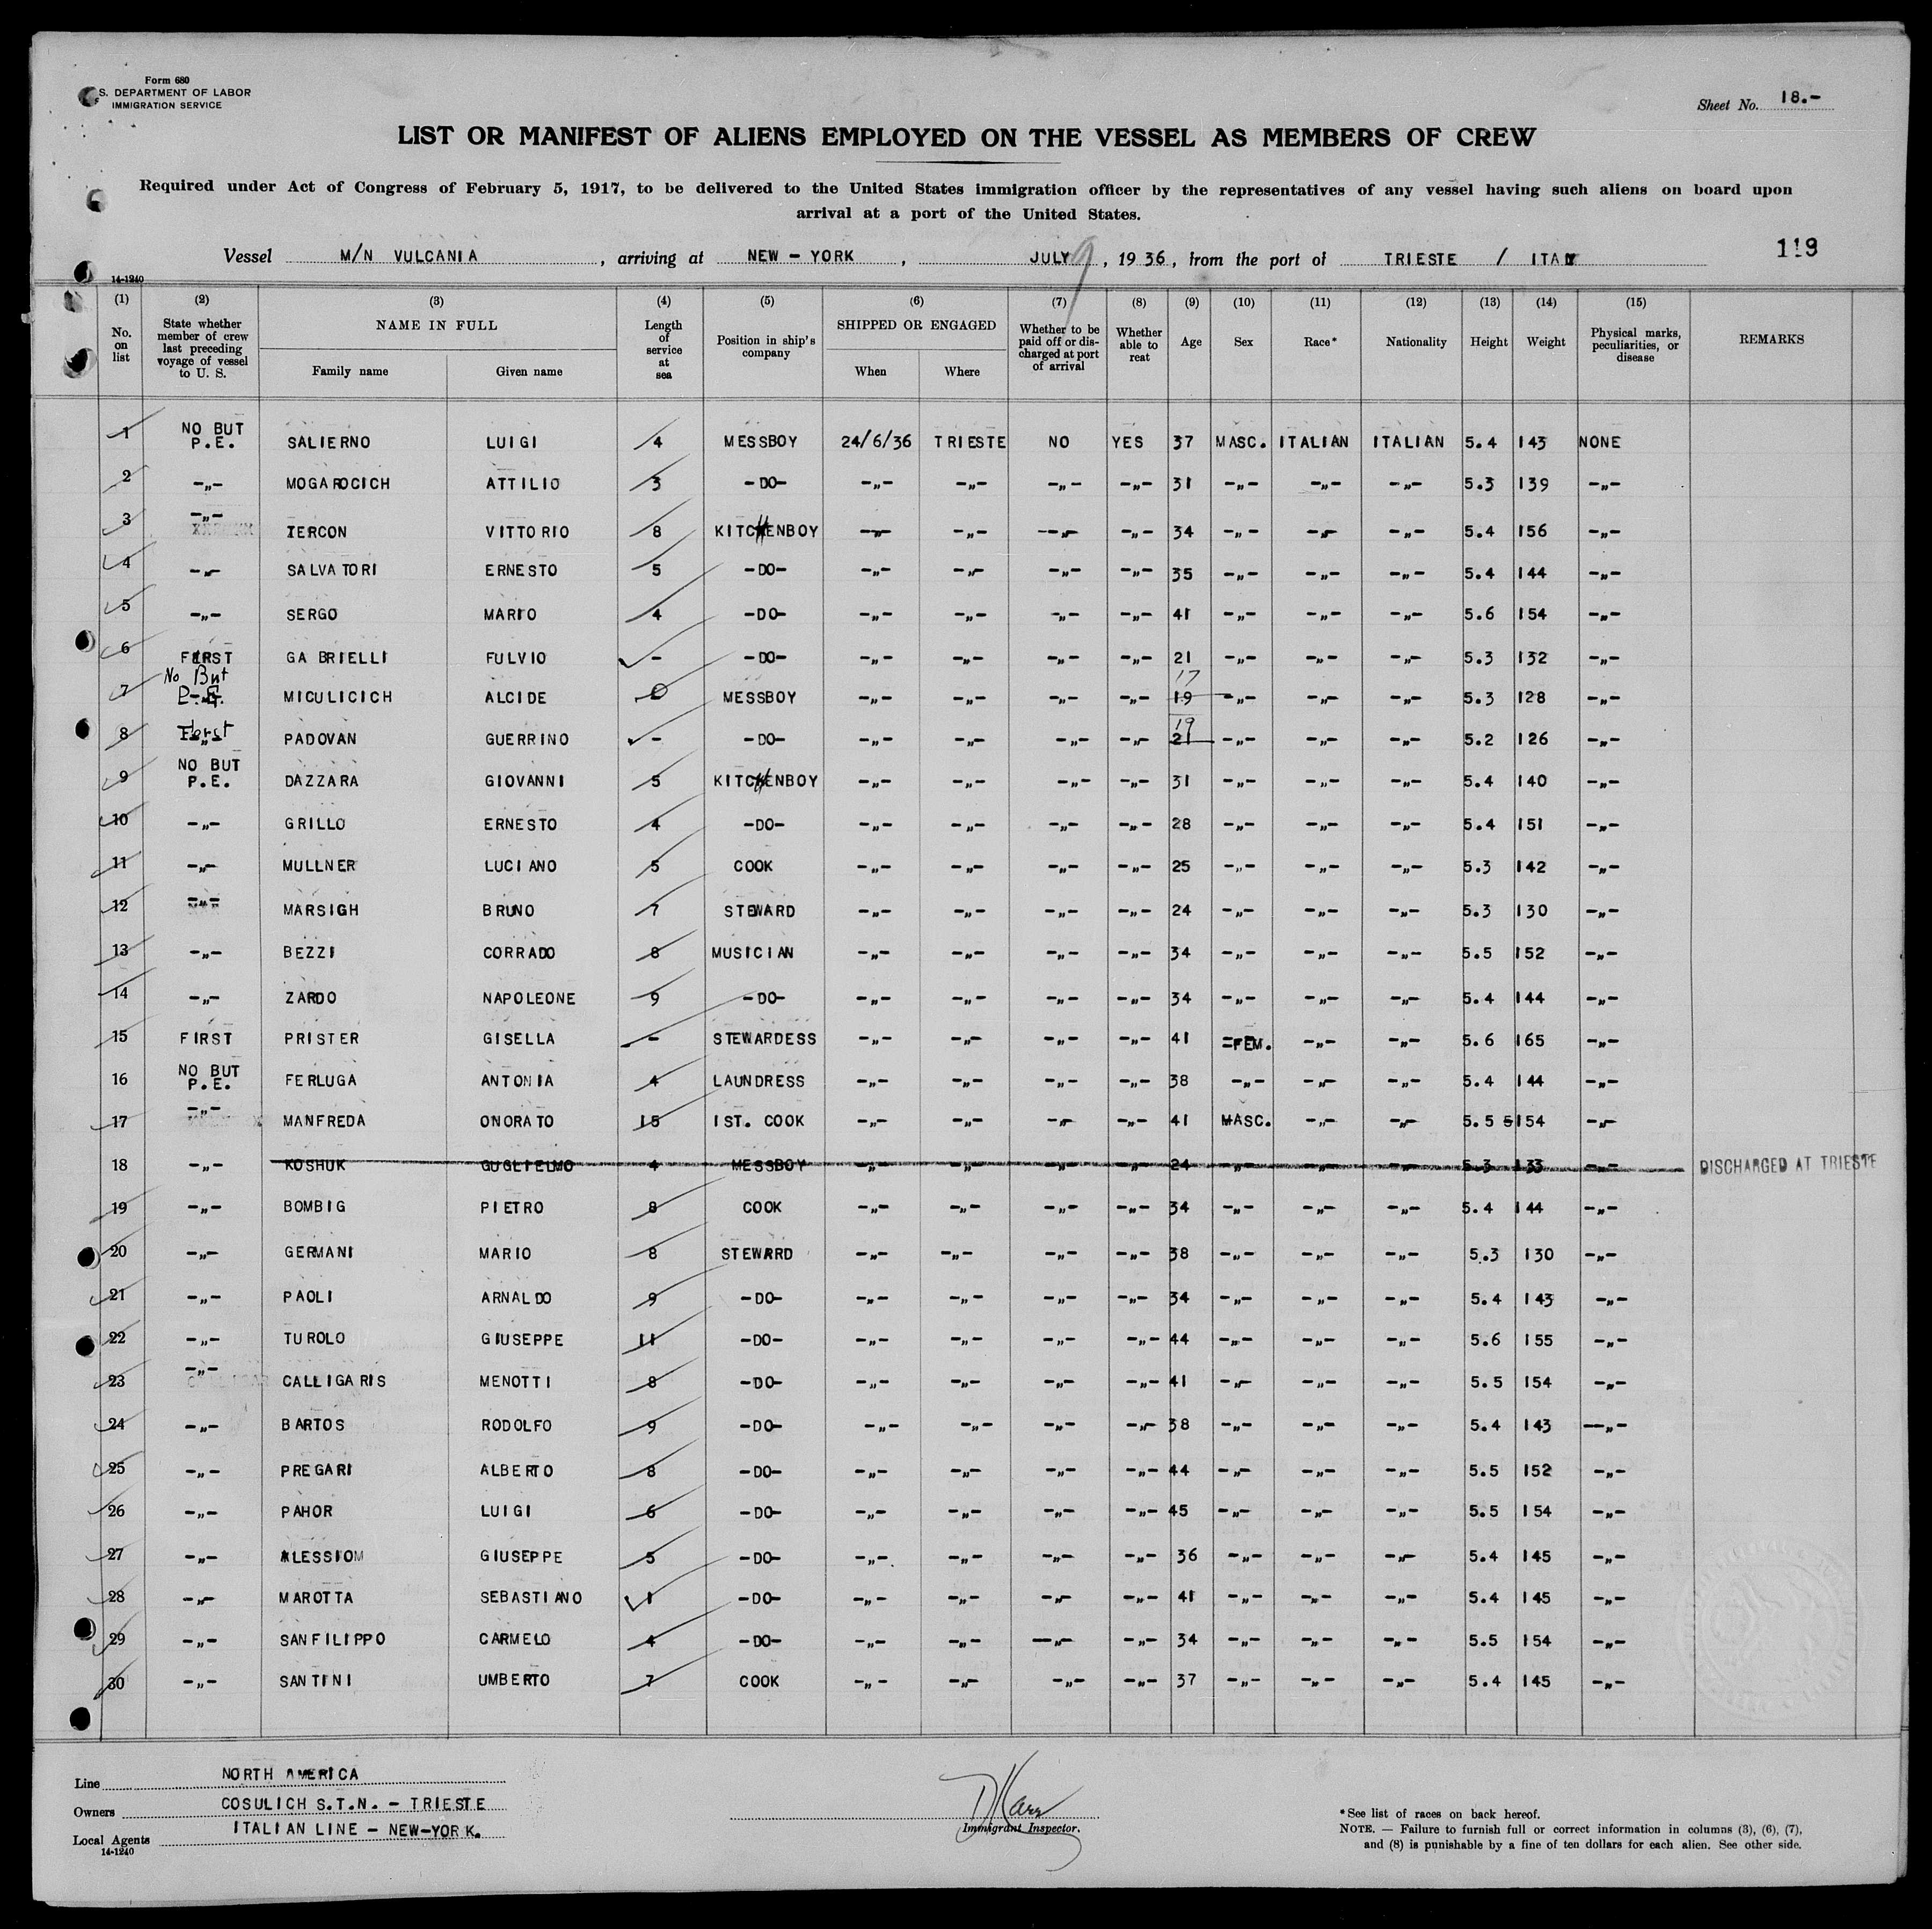 Form 680
S. DEPARTMENT OF LABOR
IMMIGRATION SERVICE
Sheet No. 18.-
LIST OR MANIFEST OF ALIENS EMPLOYED ON THE VESSEL AS MEMBERS OF CREW
Required under Act of Congress of February 5, 1917, to be delivered to the United States immigration officer by the representatives of any vessel having such aliens on board upon
arrival at a port of the United States.
Vessel M/N VULCANIA, arriving at NEW-YORK, JULY 9, 1936, from the port of TRIESTE / ITALY
119
14-1240
(1) (2) (3) (4) (5) (6) (7) (8) (9) (10) (11) (12) (13) (14) (15)
No. on list | State whether member of crew last preceding voyage of vessel to U. S. | NAME IN FULL | Family name | Given name | Length of service at sea | Position in ship's company | SHIPPED OR ENGAGED | When | Where | Whether to be paid off or discharged at port of arrival | Whether able to reat | Age | Sex | Race* | Nationality | Height | Weight | Physical marks, peculiarities, or disease | REMARKS
1 NO BUT P.E. SALIERNO LUIGI 4 MESSBOY 24/6/36 TRIESTE NO YES 37 MASC. ITALIAN ITALIAN 5.4 143 NONE
2 -"- MOGAROCICH ATTILIO 3 -DO- -"- -"- -"- -"- 31 -"- -"- -"- 5.3 139 -"-
3 -"- TERCON VITTORIO 8 KITCHENBOY -"- -"- -"- -"- 34 -"- -"- -"- 5.4 156 -"-
4 -"- SALVATORI ERNESTO 5 -DO- -"- -"- -"- -"- 35 -"- -"- -"- 5.4 144 -"-
5 -"- SERGO MARIO 4 -DO- -"- -"- -"- -"- 41 -"- -"- -"- 5.6 154 -"-
6 FIRST GABRIELLI FULVIO - -DO- -"- -"- -"- -"- 21 -"- -"- -"- 5.3 132 -"-
7 No But P.E. MICULICICH ALCIDE MESSBOY -"- -"- -"- -"- 19 17 -"- -"- -"- 5.3 128 -"-
8 First PADOVAN GUERRINO - -DO- -"- -"- -"- -"- 21 19 -"- -"- -"- 5.2 126 -"-
9 NO BUT P.E. DAZZARA GIOVANNI 5 KITCHENBOY -"- -"- -"- -"- 31 -"- -"- -"- 5.4 140 -"-
10 -"- GRILLO ERNESTO 4 -DO- -"- -"- -"- -"- 28 -"- -"- -"- 5.4 151 -"-
11 -"- MULLNER LUCIANO 5 COOK -"- -"- -"- -"- 25 -"- -"- -"- 5.3 142 -"-
12 -"- MARSIGH BRUNO 7 STEWARD -"- -"- -"- -"- 24 -"- -"- -"- 5.3 130 -"-
13 -"- BEZZI CORRADO 8 MUSICIAN -"- -"- -"- -"- 34 -"- -"- -"- 5.5 152 -"-
14 -"- ZARDO NAPOLEONE 9 -DO- -"- -"- -"- -"- 34 -"- -"- -"- 5.4 144 -"-
15 FIRST PRISTER GISELLA - STEWARDESS -"- -"- -"- -"- 41 FEM. -"- -"- 5.6 165 -"-
16 NO BUT P.E. FERLUGA ANTONIA 4 LAUNDRESS -"- -"- -"- -"- 38 -"- -"- -"- 5.4 144 -"-
17 -"- MANFREDA ONORATO 15 1ST. COOK -"- -"- -"- -"- 41 MASC. -"- -"- 5.5 154 -"-
18 -"- KOSHUK GUGLIELMO 4 MESSBOY -"- -"- -"- -"- 24 -"- -"- -"- 5.3 133 -"- DISCHARGED AT TRIESTE
19 -"- BOMBIG PIETRO 8 COOK -"- -"- -"- -"- 34 -"- -"- -"- 5.4 144 -"-
20 -"- GERMANI MARIO 8 STEWARD -"- -"- -"- -"- 38 -"- -"- -"- 5.3 130 -"-
21 -"- PAOLI ARNALDO 9 -DO- -"- -"- -"- -"- 34 -"- -"- -"- 5.4 143 -"-
22 -"- TUROLO GIUSEPPE 11 -DO- -"- -"- -"- -"- 44 -"- -"- -"- 5.6 155 -"-
23 -"- CALLIGARIS MENOTTI 8 -DO- -"- -"- -"- -"- 41 -"- -"- -"- 5.5 154 -"-
24 -"- BARTOS RODOLFO 9 -DO- -"- -"- -"- -"- 38 -"- -"- -"- 5.4 143 -"-
25 -"- PREGARI ALBERTO 8 -DO- -"- -"- -"- -"- 44 -"- -"- -"- 5.5 152 -"-
26 -"- PAHOR LUIGI 6 -DO- -"- -"- -"- -"- 45 -"- -"- -"- 5.5 154 -"-
27 -"- ALESSIOM GIUSEPPE 5 -DO- -"- -"- -"- -"- 36 -"- -"- -"- 5.4 145 -"-
28 -"- MAROTTA SEBASTIANO 1 -DO- -"- -"- -"- -"- 41 -"- -"- -"- 5.4 145 -"-
29 -"- SANFILIPPO CARMELO 4 -DO- -"- -"- -"- -"- 34 -"- -"- -"- 5.5 154 -"-
30 -"- SANTINI UMBERTO 7 COOK -"- -"- -"- -"- 37 -"- -"- -"- 5.4 145 -"-
Line NORTH AMERICA
Owners COSULICH S.T.N. - TRIESTE
Local Agents ITALIAN LINE - NEW-YORK.
14-1240
Immigrant Inspector.
*See list of races on back hereof.
NOTE. — Failure to furnish full or correct information in columns (3), (6), (7),
and (8) is punishable by a fine of ten dollars for each alien. See other side.